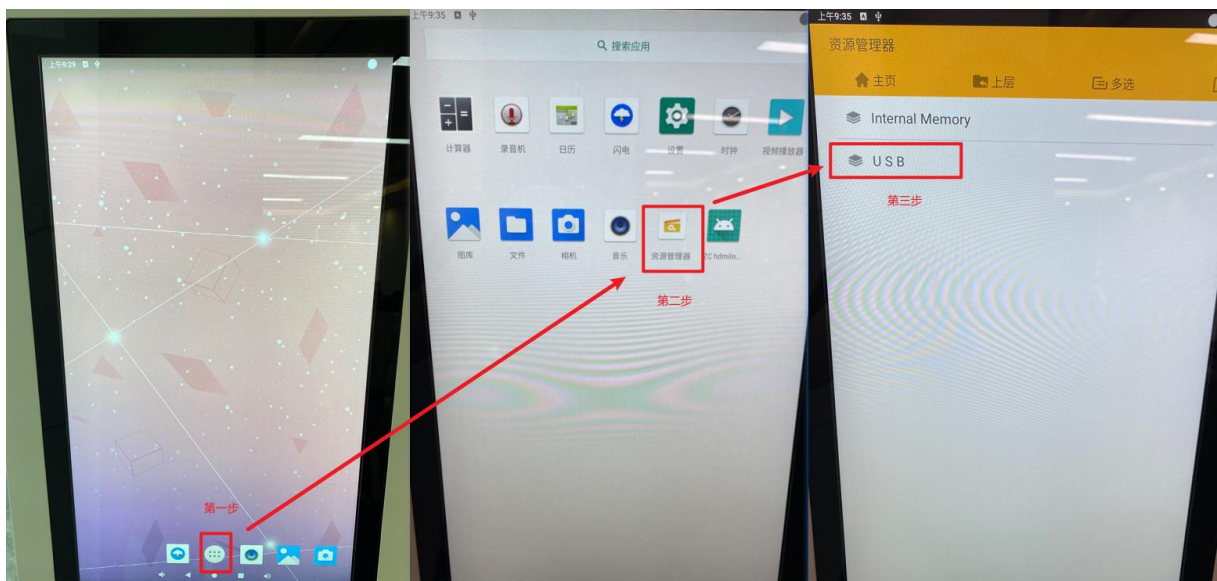 上午9:29
第一步
上午9:35
搜索应用
计算器
录音机
日历
闪电
设置
时钟
视频播放器
图库
文件
相机
音乐
资源管理器
ZC hdmiin...
第二步
上午9:35
资源管理器
主页
上层
多选
Internal Memory
U S B
第三步